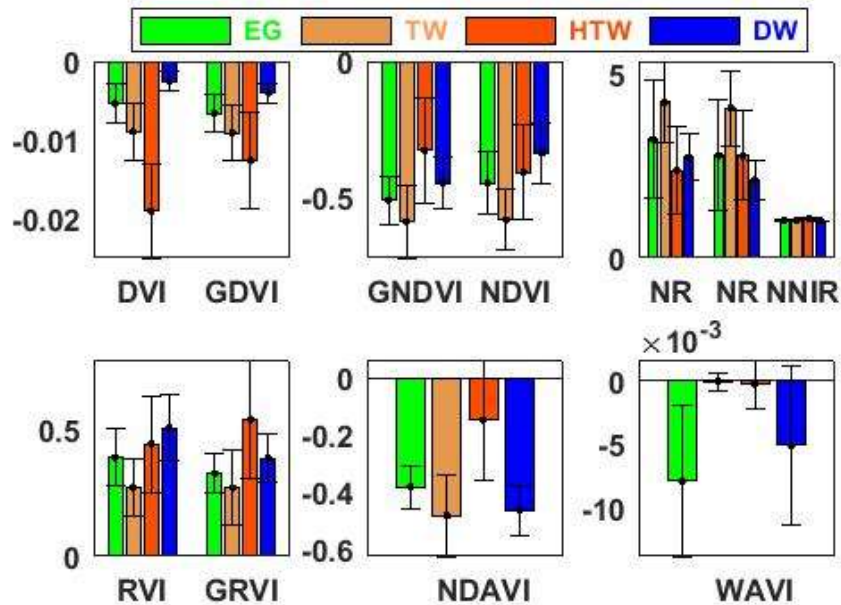 EG TW HTW DW
0 0 5
-0.01 -0.5
-0.02 0
DVI GDVI GNDVI NDVI NR NR NNIR
×10-3
0 0
0.5 -0.2 -5
-0.4 -10
0 -0.6
RVI GRVI NDAVI WAVI